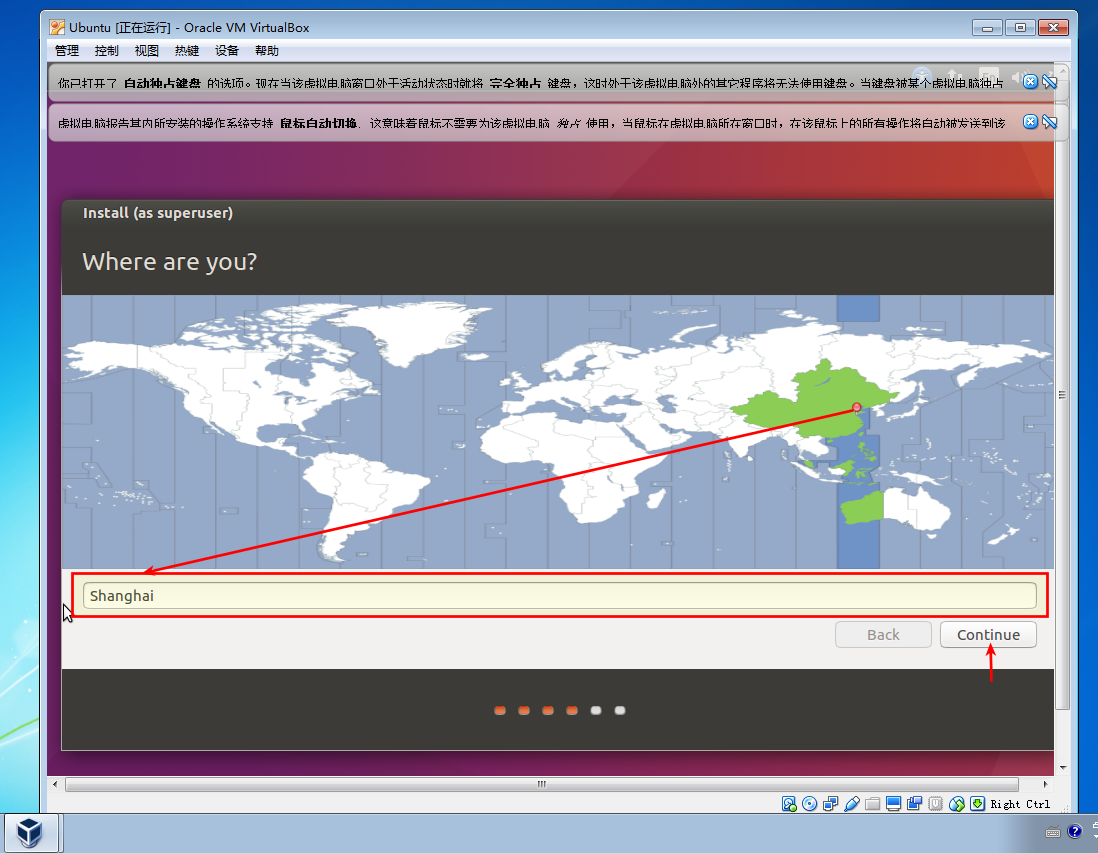 Ubuntu [正在运行] - Oracle VM VirtualBox
管理 控制 视图 热键 设备 帮助
你已打开了 自动独占键盘 的选项。现在当该虚拟电脑窗口处于活动状态时就将 完全独占 键盘，这时处于该虚拟电脑外的其它程序将无法使用键盘。当键盘被某个虚拟电脑独占
虚拟电脑报告其内所安装的操作系统支持 鼠标自动切换. 这意味着鼠标不需要为该虚拟电脑 独占 使用，当鼠标在虚拟电脑所在窗口时，在该鼠标上的所有操作将自动被发送到该
Install (as superuser)
Where are you?
Shanghai
Back Continue
Right Ctrl